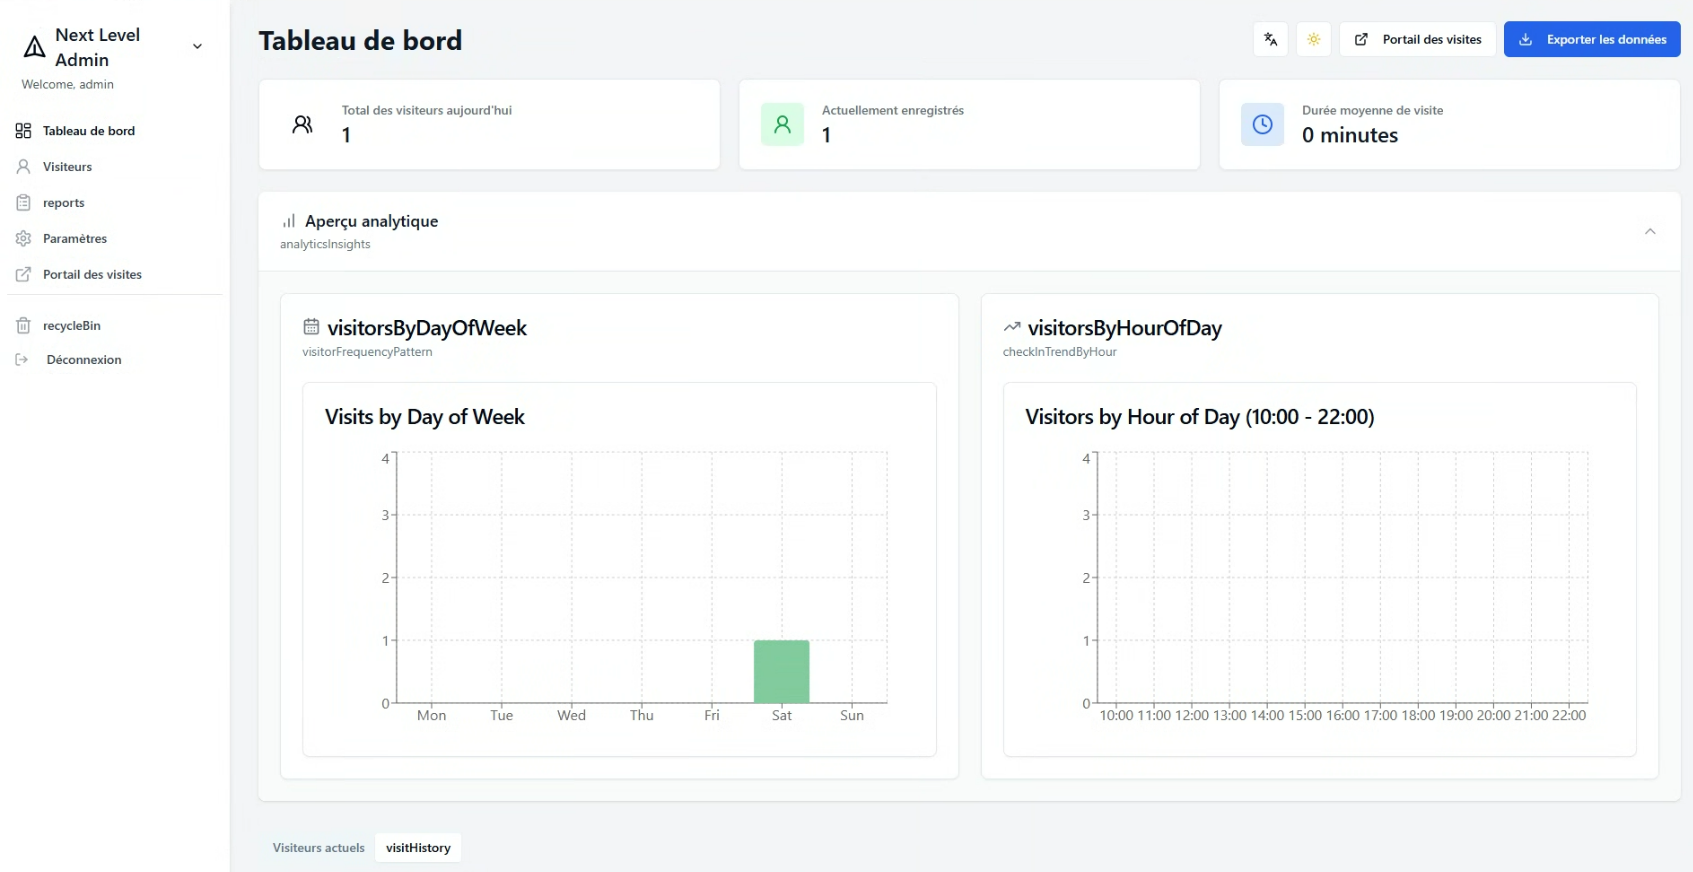 Next Level
Admin
Welcome, admin
Tableau de bord
Visiteurs
reports
Paramètres
Portail des visites
recycleBin
Déconnexion
Tableau de bord
Portail des visites
Exporter les données
Total des visiteurs aujourd'hui
1
Actuellement enregistrés
1
Durée moyenne de visite
0 minutes
Aperçu analytique
analyticsInsights
visitorsByDayOfWeek
visitorFrequencyPattern
Visits by Day of Week
4
3
2
1
0
Mon Tue Wed Thu Fri Sat Sun
visitorsByHourOfDay
checkInTrendByHour
Visitors by Hour of Day (10:00 - 22:00)
4
3
2
1
0
10:00 11:00 12:00 13:00 14:00 15:00 16:00 17:00 18:00 19:00 20:00 21:00 22:00
Visiteurs actuels visitHistory